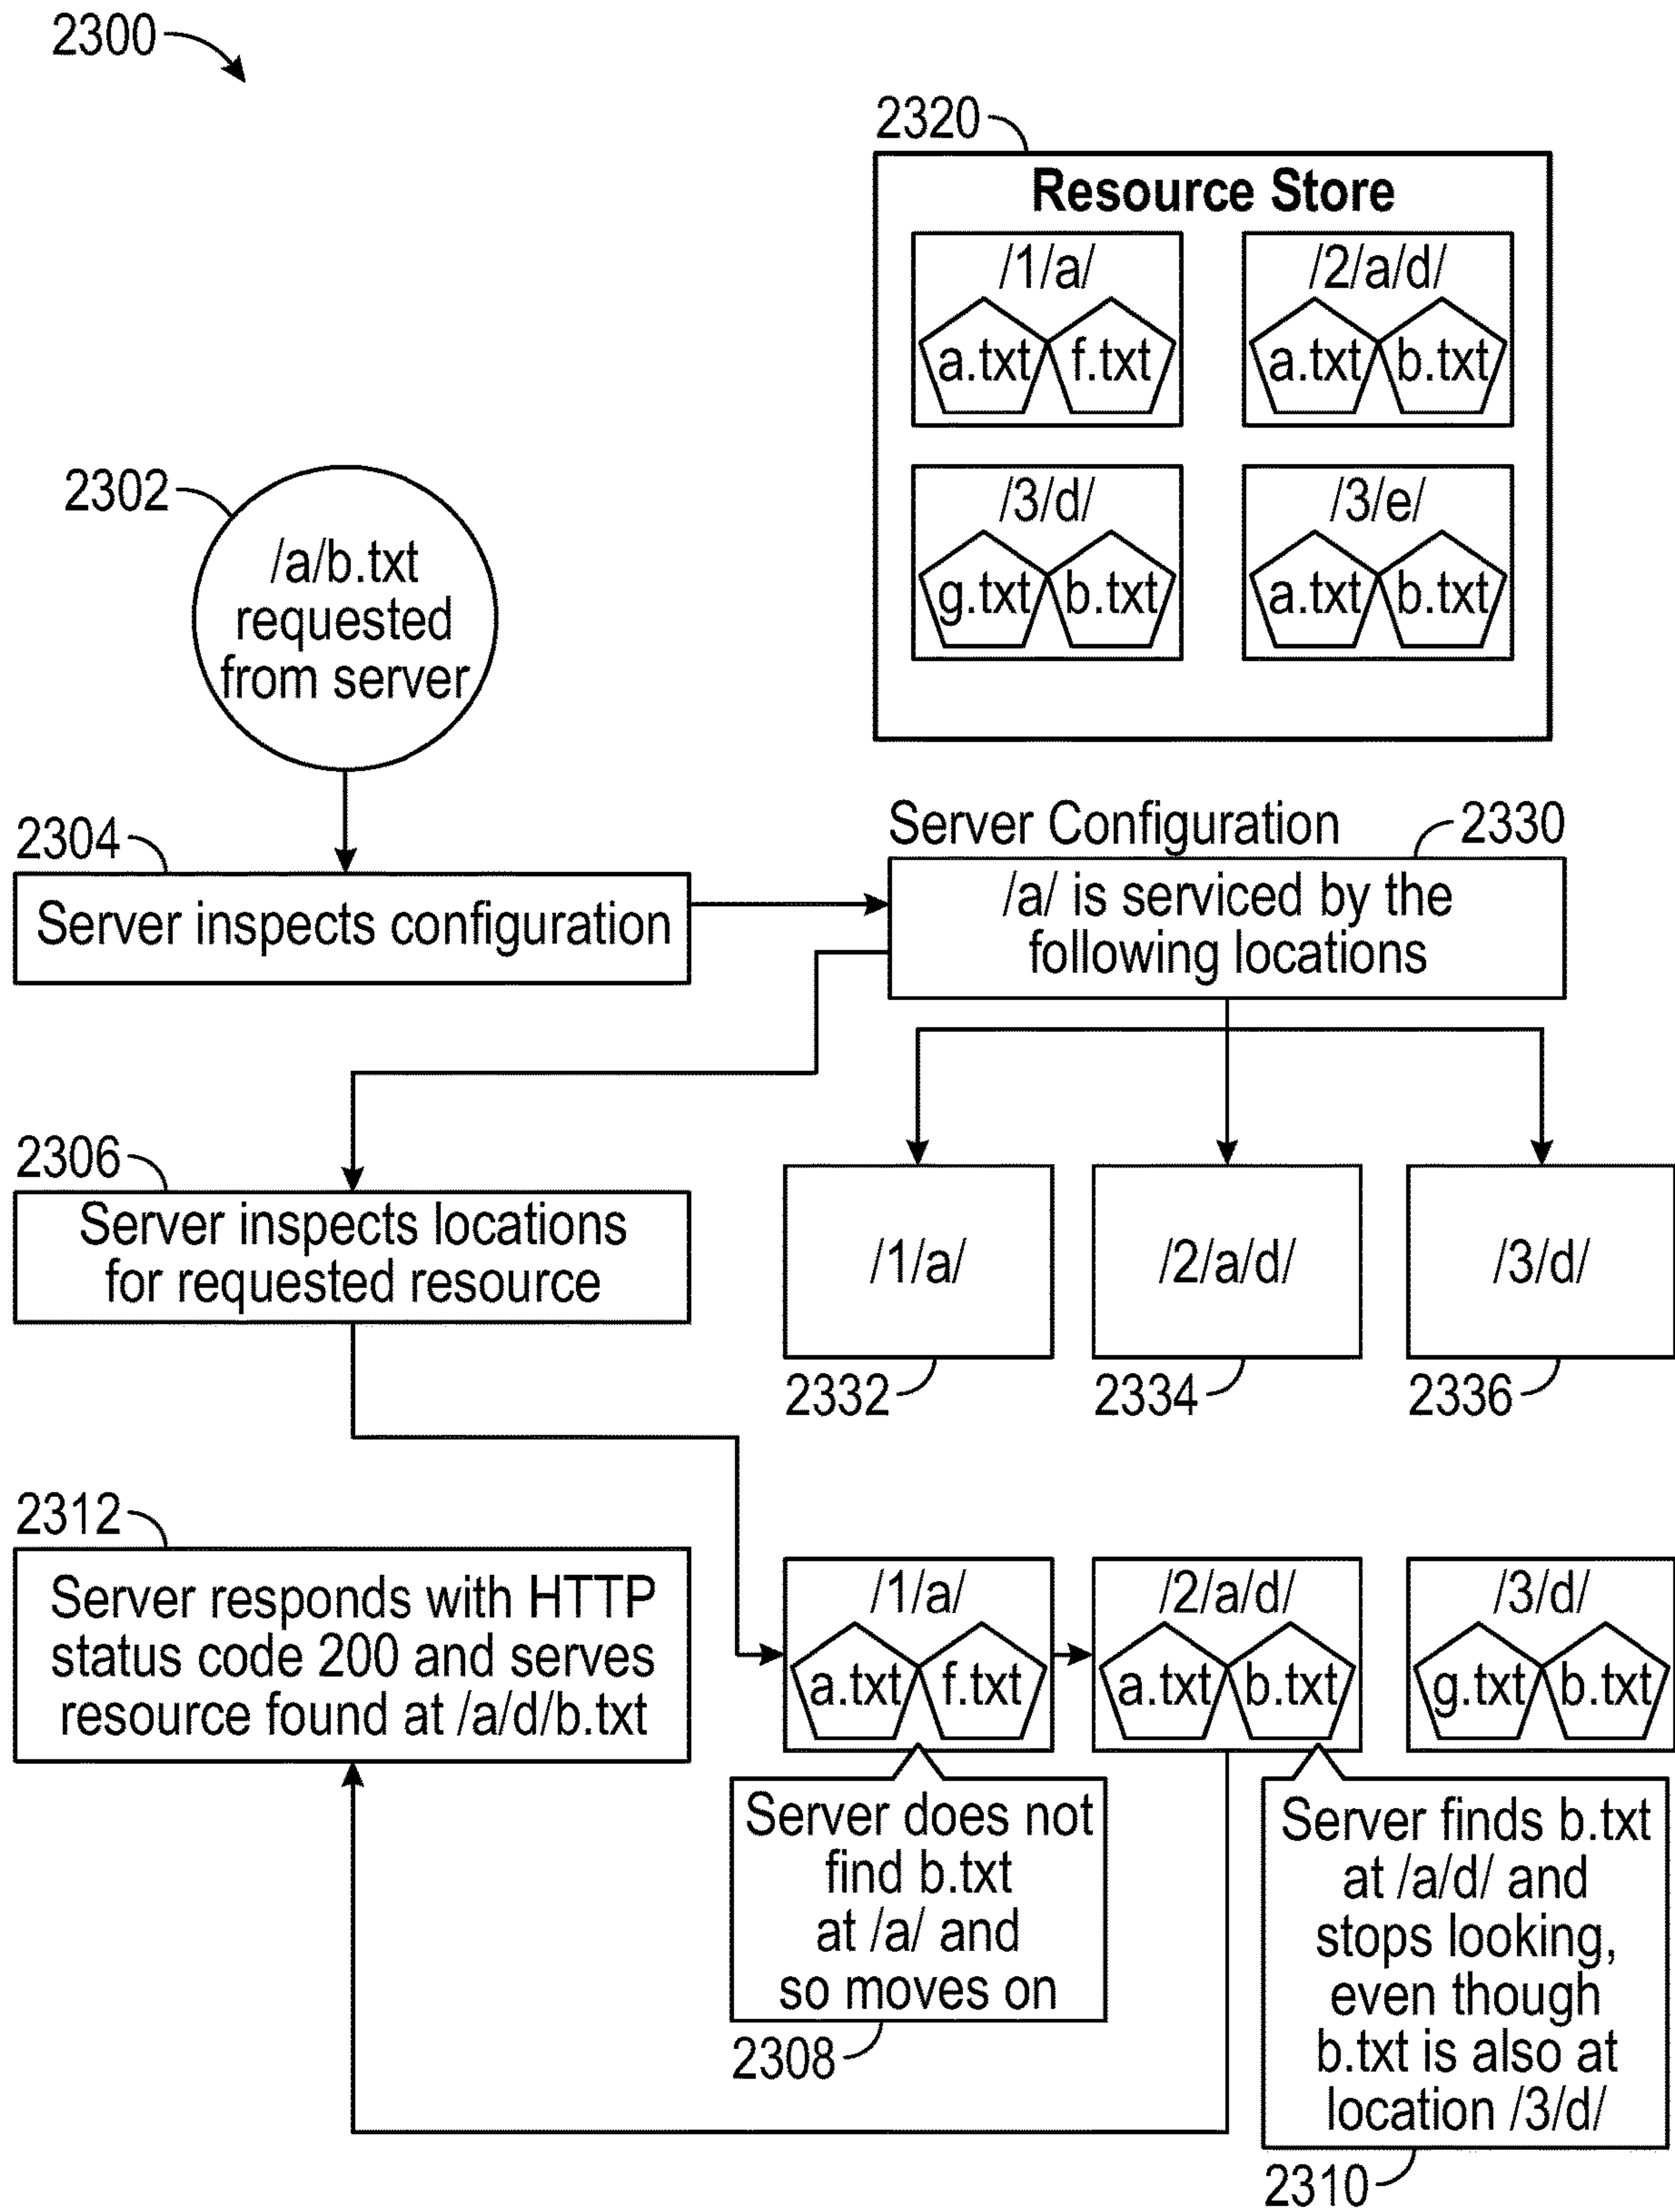 2300
2320
Resource Store
/1/a/
a.txt f.txt
/2/a/d/
a.txt b.txt
/3/d/
g.txt b.txt
/3/e/
a.txt b.txt
2302
/a/b.txt
requested
from server
2304
Server inspects configuration
Server Configuration
2330
/a/ is serviced by the
following locations
2306
Server inspects locations
for requested resource
/1/a/
2332
/2/a/d/
2334
/3/d/
2336
2312
Server responds with HTTP
status code 200 and serves
resource found at /a/d/b.txt
/1/a/
a.txt f.txt
/2/a/d/
a.txt b.txt
/3/d/
g.txt b.txt
Server does not
find b.txt
at /a/ and
so moves on
2308
Server finds b.txt
at /a/d/ and
stops looking,
even though
b.txt is also at
location /3/d/
2310